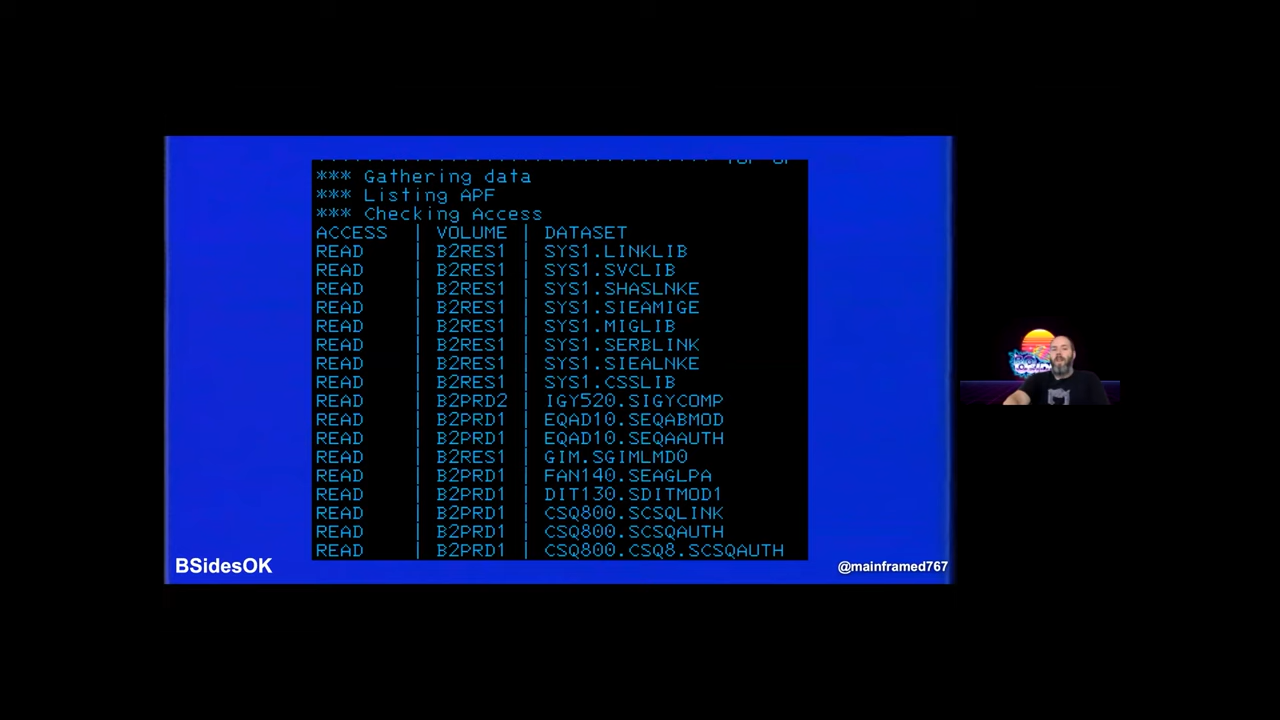 *** Gathering data
*** Listing APF
*** Checking Access
ACCESS | VOLUME | DATASET
READ | B2RES1 | SYS1.LINKLIB
READ | B2RES1 | SYS1.SVCLIB
READ | B2RES1 | SYS1.SHASLNKE
READ | B2RES1 | SYS1.SIEAMIGE
READ | B2RES1 | SYS1.MIGLIB
READ | B2RES1 | SYS1.SERBLINK
READ | B2RES1 | SYS1.SIEALNKE
READ | B2RES1 | SYS1.CSSLIB
READ | B2PRD2 | IGY520.SIGYCOMP
READ | B2PRD1 | EQAD10.SEQABMOD
READ | B2PRD1 | EQAD10.SEQAAUTH
READ | B2RES1 | GIM.SGIMLMD0
READ | B2PRD1 | FAN140.SEAGLPA
READ | B2PRD1 | DIT130.SDITMOD1
READ | B2PRD1 | CSQ800.SCSQLINK
READ | B2PRD1 | CSQ800.SCSQAUTH
READ | B2PRD1 | CSQ800.CSQ8.SCSQAUTH
BSidesOK
@mainframed767